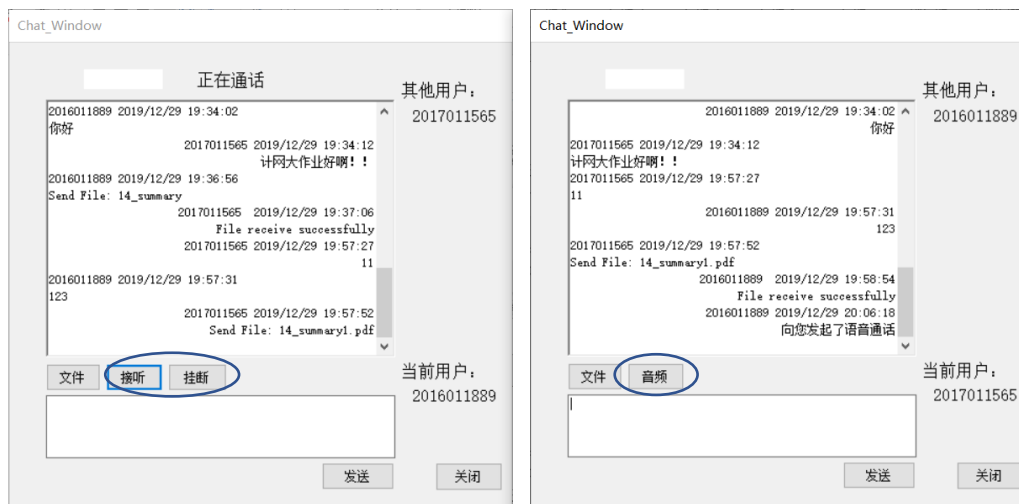 Chat_Window
正在通话
其他用户：
2017011565
2016011889 2019/12/29 19:34:02
你好
2017011565 2019/12/29 19:34:12
计网大作业好啊！！
2016011889 2019/12/29 19:36:56
Send File: 14_summary
2017011565 2019/12/29 19:37:06
File receive successfully
2017011565 2019/12/29 19:57:27
11
2016011889 2019/12/29 19:57:31
123
2017011565 2019/12/29 19:57:52
Send File: 14_summary1.pdf
文件
接听
挂断
当前用户：
2016011889
发送
关闭
Chat_Window
其他用户：
2016011889
2016011889 2019/12/29 19:34:02
你好
2017011565 2019/12/29 19:34:12
计网大作业好啊！！
2017011565 2019/12/29 19:57:27
11
2016011889 2019/12/29 19:57:31
123
2017011565 2019/12/29 19:57:52
Send File: 14_summary1.pdf
2016011889 2019/12/29 19:58:54
File receive successfully
2016011889 2019/12/29 20:06:18
向您发起了语音通话
文件
音频
当前用户：
2017011565
发送
关闭